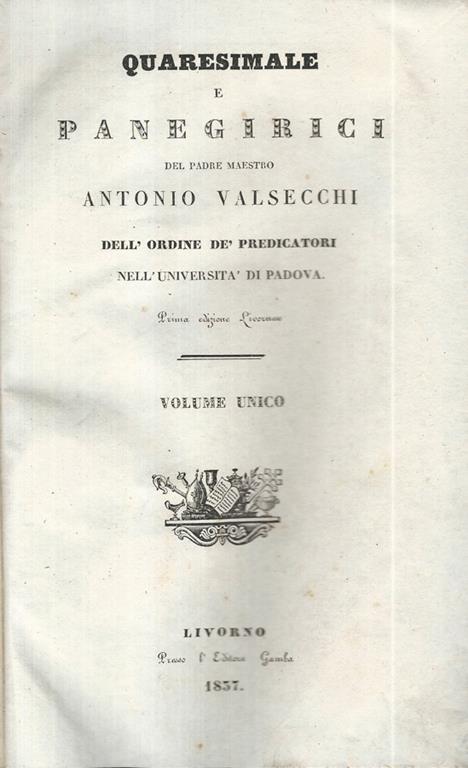 QUARESIMALE
E
PANEGIRICI
DEL PADRE MAESTRO
ANTONIO VALSECCHI
DELL' ORDINE DE' PREDICATORI
NELL'UNIVERSITA' DI PADOVA.
Prima edizione Livornese
VOLUME UNICO
LIVORNO
Presso l' Editore Gamba
1837.